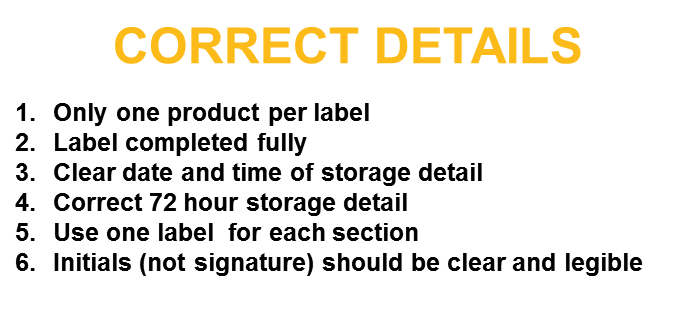 CORRECT DETAILS
1. Only one product per label
2. Label completed fully
3. Clear date and time of storage detail
4. Correct 72 hour storage detail
5. Use one label  for each section
6. Initials (not signature) should be clear and legible